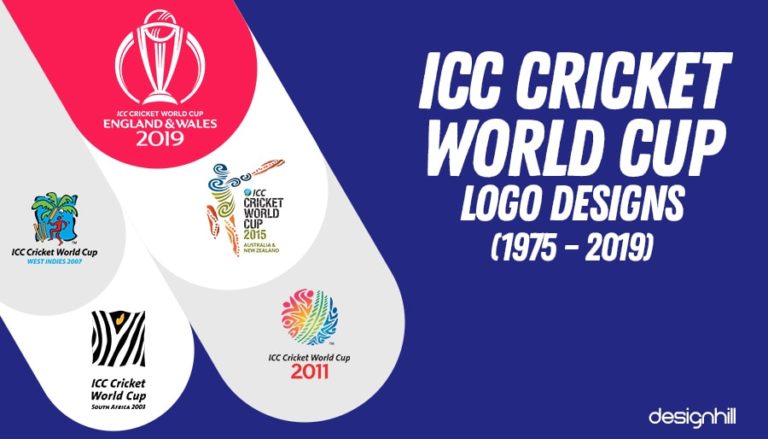 ICC CRICKET WORLD CUP
ENGLAND & WALES
2019
ICC CRICKET
WORLD CUP
LOGO DESIGNS
(1975 – 2019)
ICC
CRICKET
WORLD
CUP
2015
AUSTRALIA &
NEW ZEALAND
ICC Cricket World Cup
WEST INDIES 2007
ICC Cricket World Cup
2011
ICC Cricket
World Cup
SOUTH AFRICA 2003
designhill